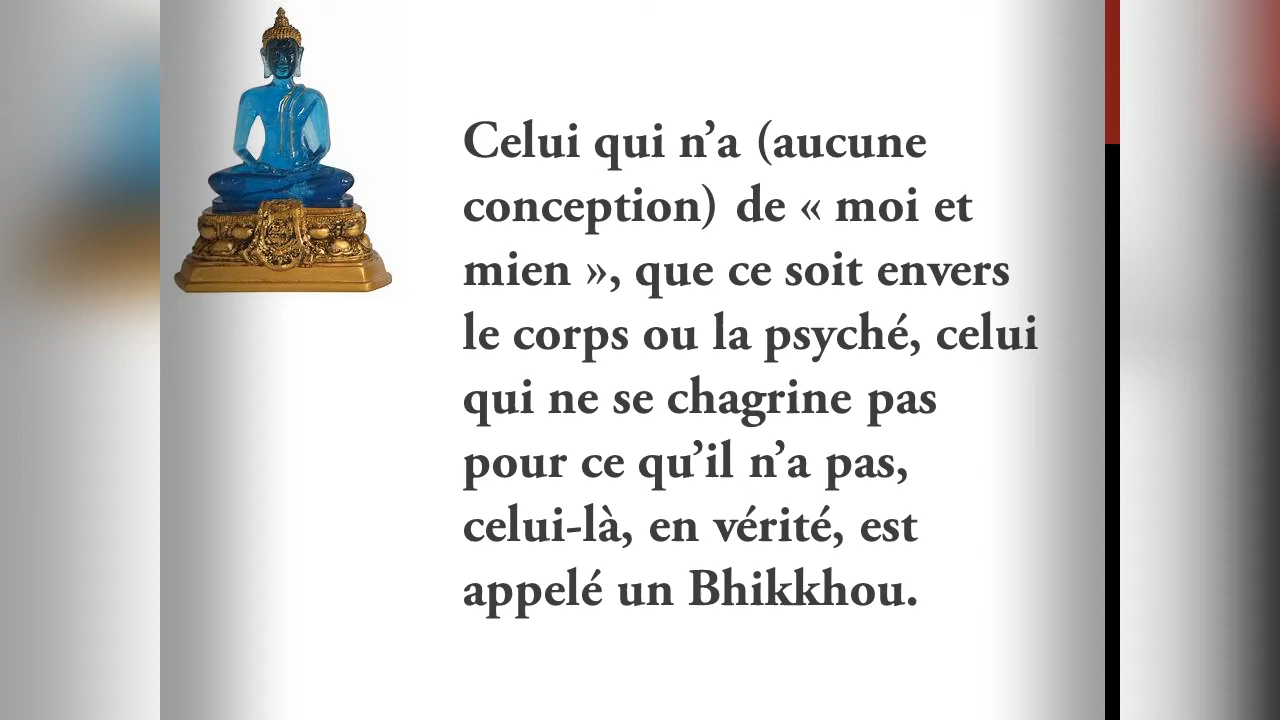 Celui qui n’a (aucune
conception) de « moi et
mien », que ce soit envers
le corps ou la psyché, celui
qui ne se chagrine pas
pour ce qu’il n’a pas,
celui-là, en vérité, est
appelé un Bhikkhou.